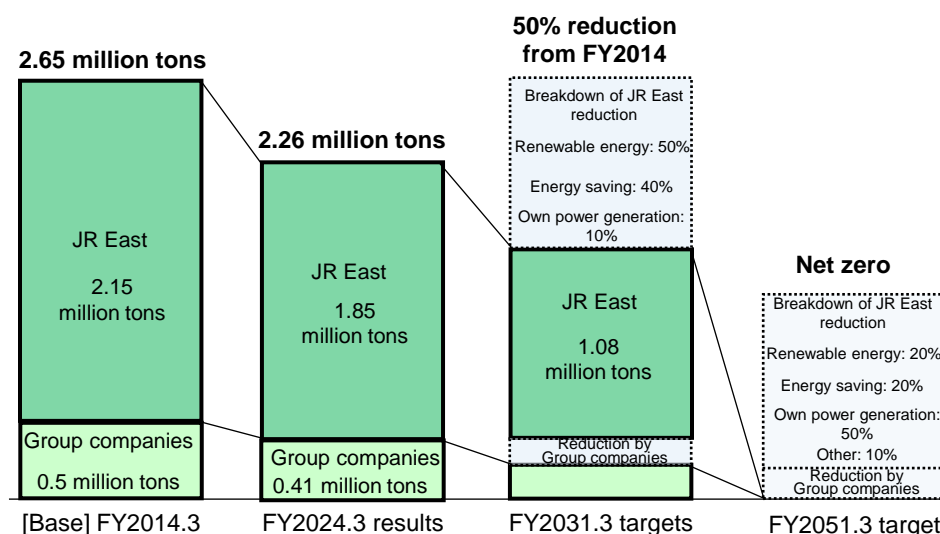 2.65 million tons
JR East
2.15
million tons
Group companies
0.5 million tons
[Base] FY2014.3
2.26 million tons
JR East
1.85
million tons
Group companies
0.41 million tons
FY2024.3 results
50% reduction
from FY2014
Breakdown of JR East
reduction
Renewable energy: 50%
Energy saving: 40%
Own power generation:
10%
JR East
1.08
million tons
Reduction by
Group companies
FY2031.3 targets
Net zero
Breakdown of JR East
reduction
Renewable energy: 20%
Energy saving: 20%
Own power generation:
50%
Other: 10%
Reduction by
Group companies
FY2051.3 target